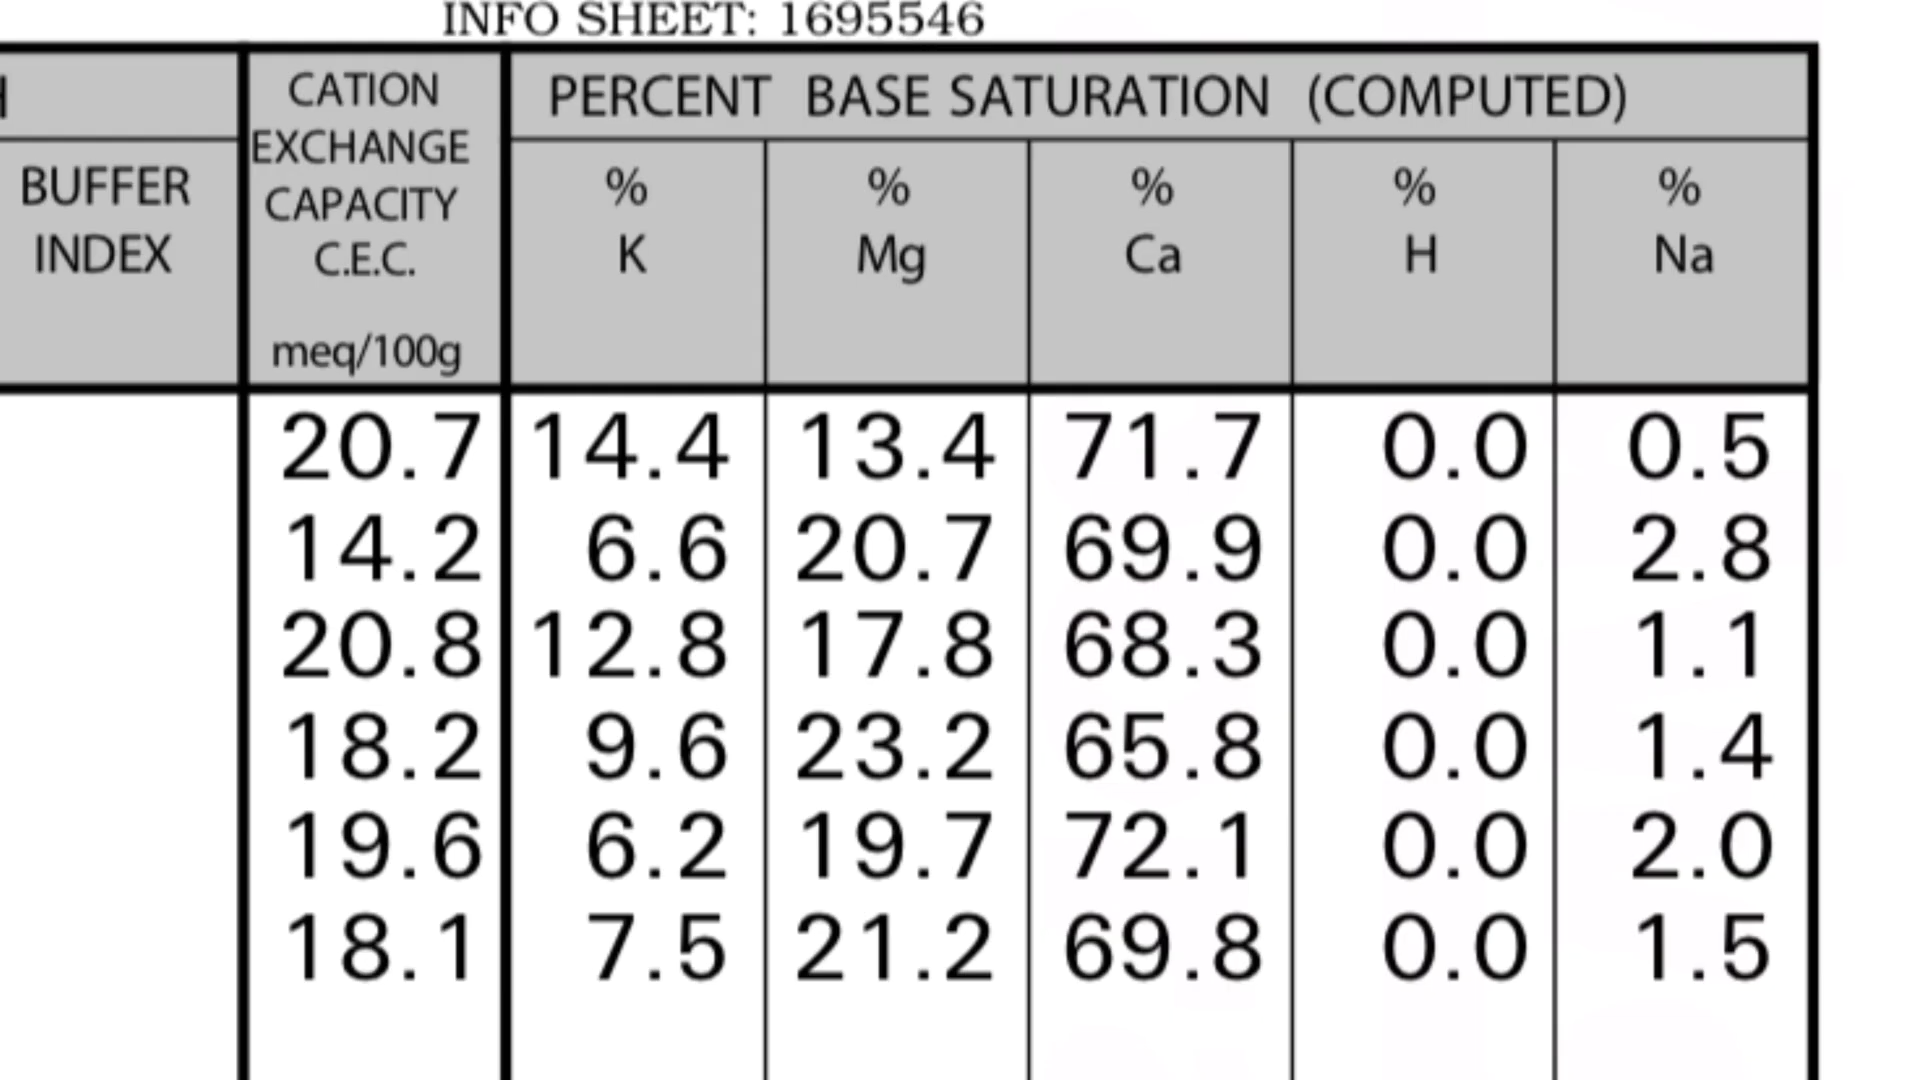 INFO SHEET: 1695546
CATION EXCHANGE CAPACITY C.E.C. meq/100g
PERCENT BASE SATURATION (COMPUTED)
BUFFER INDEX
% K
% Mg
% Ca
% H
% Na
20.7 14.4 13.4 71.7 0.0 0.5
14.2 6.6 20.7 69.9 0.0 2.8
20.8 12.8 17.8 68.3 0.0 1.1
18.2 9.6 23.2 65.8 0.0 1.4
19.6 6.2 19.7 72.1 0.0 2.0
18.1 7.5 21.2 69.8 0.0 1.5